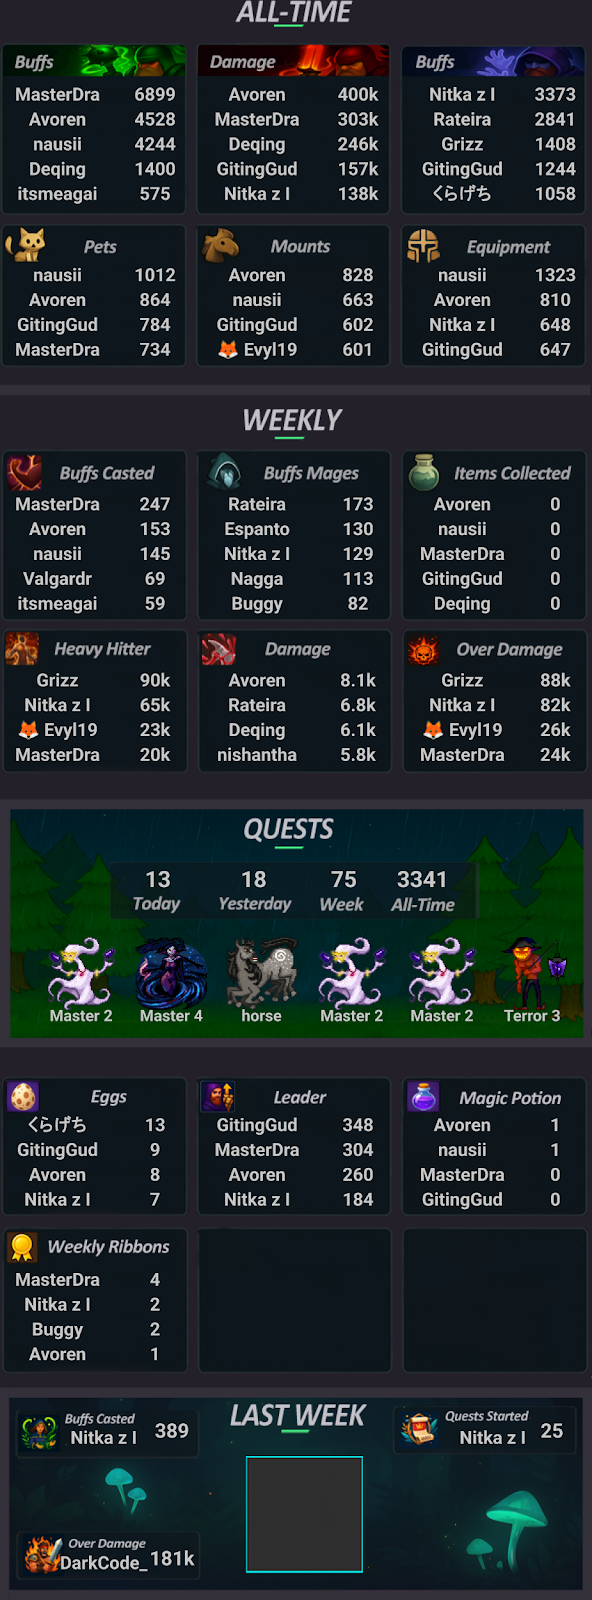 ALL-TIME
Buffs
MasterDra 6899
Avoren 4528
nausii 4244
Deqing 1400
itsmeagai 575
Damage
Avoren 400k
MasterDra 303k
Deqing 246k
GitingGud 157k
Nitka z I 138k
Buffs
Nitka z I 3373
Rateira 2841
Grizz 1408
GitingGud 1244
くらげち 1058
Pets
nausii 1012
Avoren 864
GitingGud 784
MasterDra 734
Mounts
Avoren 828
nausii 663
GitingGud 602
🦊 Evyl19 601
Equipment
nausii 1323
Avoren 810
Nitka z I 648
GitingGud 647
WEEKLY
Buffs Casted
MasterDra 247
Avoren 153
nausii 145
Valgardr 69
itsmeagai 59
Buffs Mages
Rateira 173
Espanto 130
Nitka z I 129
Nagga 113
Buggy 82
Items Collected
Avoren 0
nausii 0
MasterDra 0
GitingGud 0
Deqing 0
Heavy Hitter
Grizz 90k
Nitka z I 65k
🦊 Evyl19 23k
MasterDra 20k
Damage
Avoren 8.1k
Rateira 6.8k
Deqing 6.1k
nishantha 5.8k
Over Damage
Grizz 88k
Nitka z I 82k
🦊 Evyl19 26k
MasterDra 24k
QUESTS
13 18 75 3341
Today Yesterday Week All-Time
Master 2 Master 4 horse Master 2 Master 2 Terror 3
Eggs
くらげち 13
GitingGud 9
Avoren 8
Nitka z I 7
Leader
GitingGud 348
MasterDra 304
Avoren 260
Nitka z I 184
Magic Potion
Avoren 1
nausii 1
MasterDra 0
GitingGud 0
Weekly Ribbons
MasterDra 4
Nitka z I 2
Buggy 2
Avoren 1
LAST WEEK
Buffs Casted
Nitka z I 389
Quests Started
Nitka z I 25
Over Damage
DarkCode_ 181k